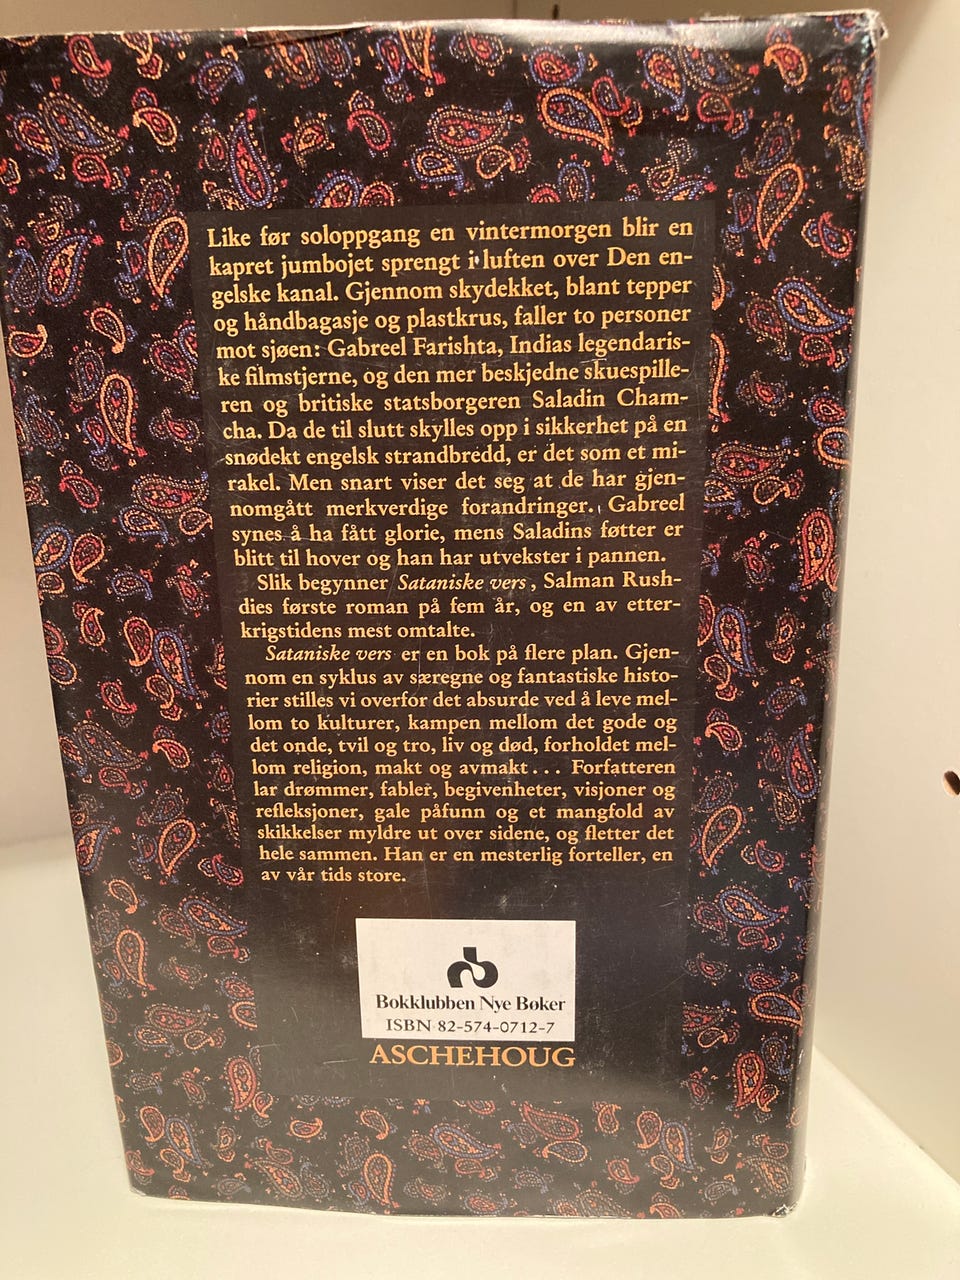 Like før soloppgang en vintermorgen blir en
kapret jumbojet sprengt i luften over Den en-
gelske kanal. Gjennom skydekket, blant tepper
og håndbagasje og plastkrus, faller to personer
mot sjøen: Gabreel Farishta, Indias legendaris-
ke filmstjerne, og den mer beskjedne skuespille-
ren og britiske statsborgeren Saladin Cham-
cha. Da de til slutt skylles opp i sikkerhet på en
snødekt engelsk strandbredd, er det som et mi-
rakel. Men snart viser det seg at de har gjen-
nomgått merkverdige forandringer. Gabreel
synes å ha fått glorie, mens Saladins føtter er
blitt til hover og han har utvekster i pannen.
Slik begynner Sataniske vers, Salman Rush-
dies første roman på fem år, og en av etter-
krigstidens mest omtalte.
Sataniske vers er en bok på flere plan. Gjen-
nom en syklus av særegne og fantastiske histo-
rier stilles vi overfor det absurde ved å leve mel-
lom to kulturer, kampen mellom det gode og
det onde, tvil og tro, liv og død, forholdet mel-
lom religion, makt og avmakt... Forfatteren
lar drømmer, fabler, begivenheter, visjoner og
refleksjoner, gale påfunn og et mangfold av
skikkelser myldre ut over sidene, og fletter det
hele sammen. Han er en mesterlig forteller, en
av vår tids store.
Bokklubben Nye Bøker
ISBN 82-574-0712-7
ASCHEHOUG